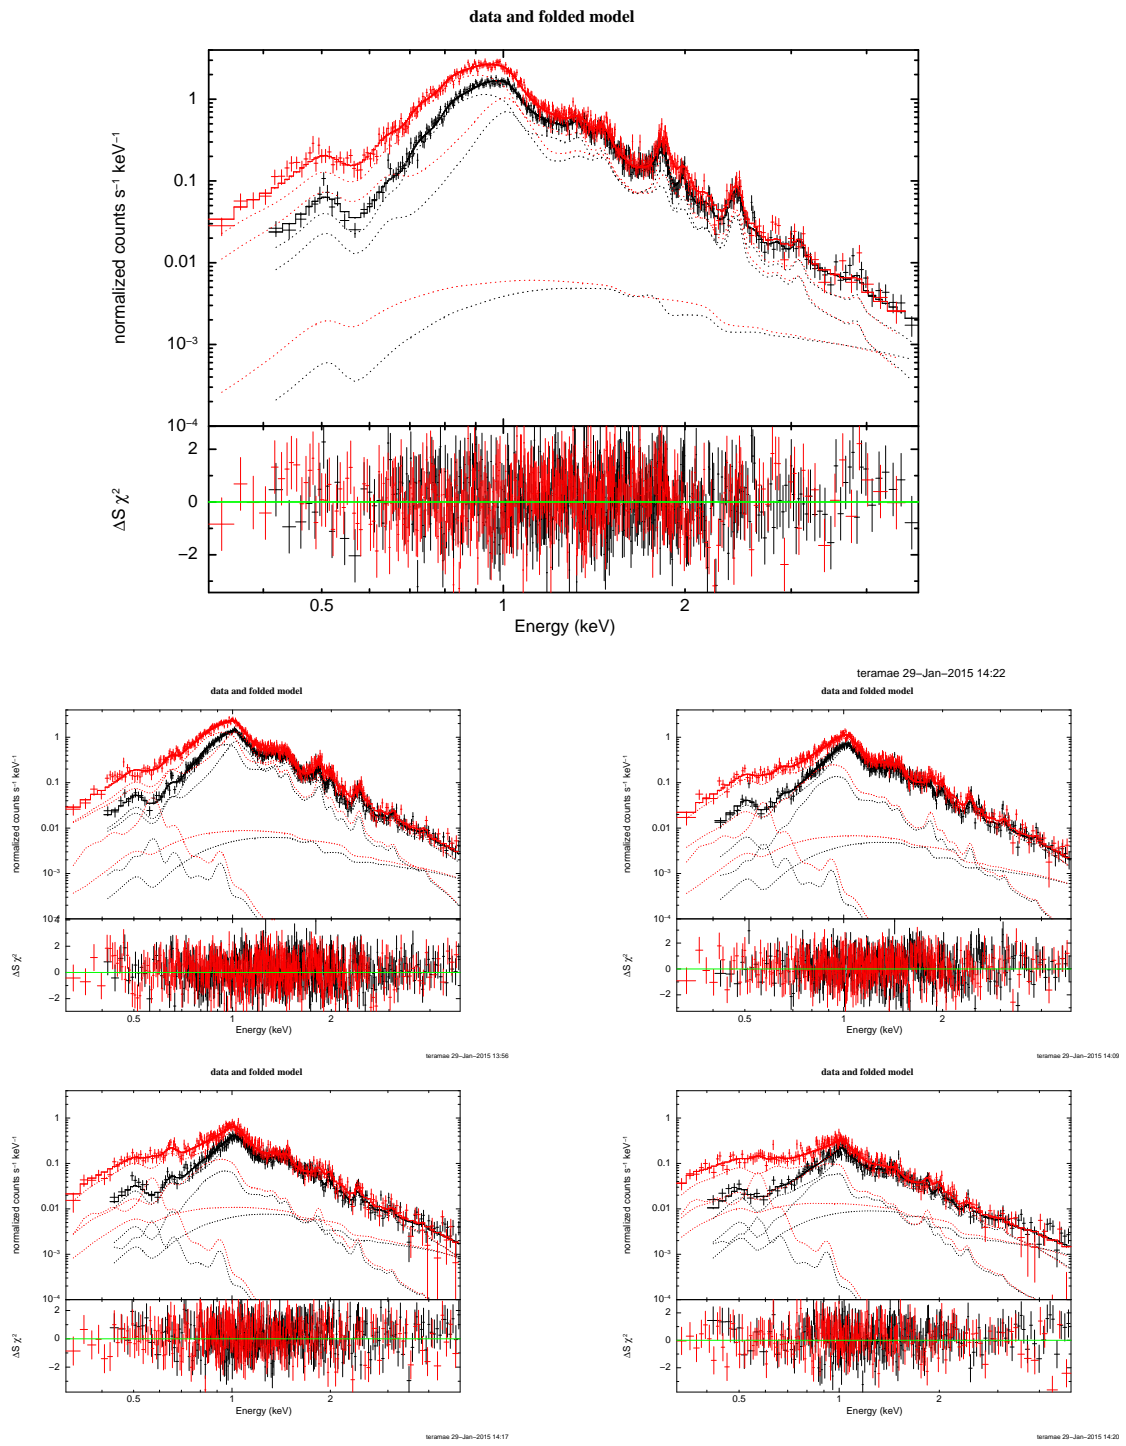 data and folded model
normalized counts s⁻¹ keV⁻¹
1
0.1
0.01
10⁻³
10⁻⁴
ΔS χ²
2
0
−2
0.5
1
2
Energy (keV)
teramae 29−Jan−2015 14:22
data and folded model
normalized counts s⁻¹ keV⁻¹
1
0.1
0.01
10⁻³
10⁻⁴
ΔS χ²
2
0
−2
0.5
1
2
Energy (keV)
teramae 29−Jan−2015 13:56
data and folded model
normalized counts s⁻¹ keV⁻¹
1
0.1
0.01
10⁻³
10⁻⁴
ΔS χ²
2
0
−2
0.5
1
2
Energy (keV)
teramae 29−Jan−2015 14:09
data and folded model
normalized counts s⁻¹ keV⁻¹
1
0.1
0.01
10⁻³
10⁻⁴
ΔS χ²
2
0
−2
0.5
1
2
Energy (keV)
teramae 29−Jan−2015 14:17
data and folded model
normalized counts s⁻¹ keV⁻¹
1
0.1
0.01
10⁻³
10⁻⁴
ΔS χ²
2
0
−2
0.5
1
2
Energy (keV)
teramae 29−Jan−2015 14:20